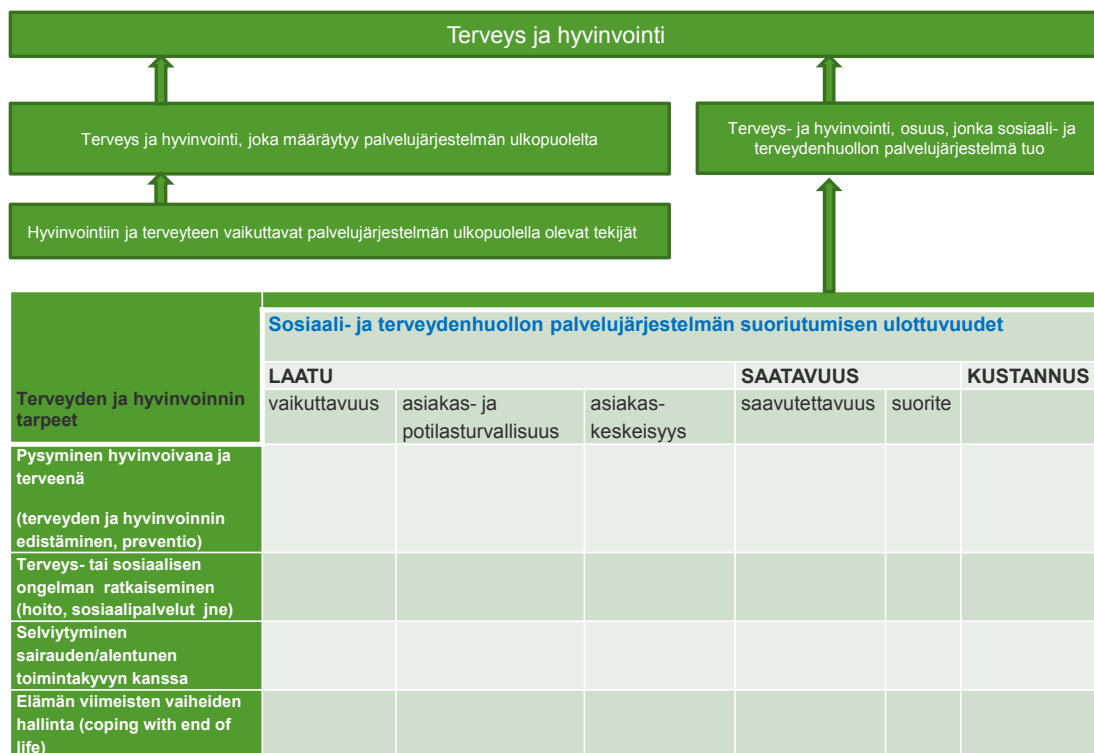 Terveys ja hyvinvointi
Terveys ja hyvinvointi, joka määräytyy palvelujärjestelmän ulkopuolelta
Terveys- ja hyvinvointi, osuus, jonka sosiaali- ja
terveydenhuollon palvelujärjestelmä tuo
Hyvinvointiin ja terveyteen vaikuttavat palvelujärjestelmän ulkopuolella olevat tekijät
Terveyden ja hyvinvoinnin
tarpeet
Sosiaali- ja terveydenhuollon palvelujärjestelmän suoriutumisen ulottuvuudet
LAATU
SAATAVUUS
KUSTANNUS
vaikuttavuus
asiakas- ja
potilasturvallisuus
asiakas-
keskeisyys
saavutettavuus
suorite
Pysyminen hyvinvoivana ja
terveenä
(terveyden ja hyvinvoinnin
edistäminen, preventio)
Terveys- tai sosiaalisen
ongelman ratkaiseminen
(hoito, sosiaalipalvelut jne)
Selviytyminen
sairauden/alentunen
toimintakyvyn kanssa
Elämän viimeisten vaiheiden
hallinta (coping with end of
life)